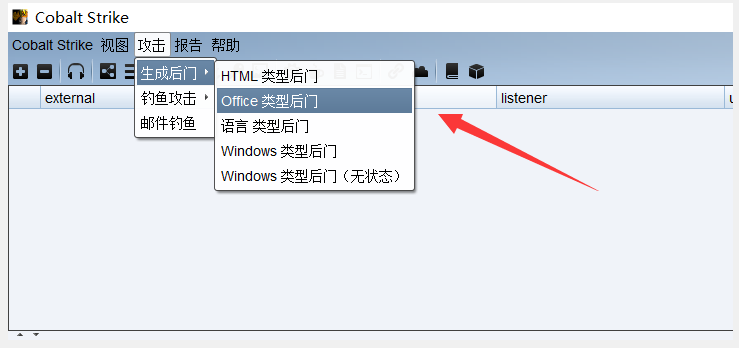 Cobalt Strike
Cobalt Strike 视图 攻击 报告 帮助
生成后门
钓鱼攻击
邮件钓鱼
HTML 类型后门
Office 类型后门
语言 类型后门
Windows 类型后门
Windows 类型后门（无状态）
external listener u